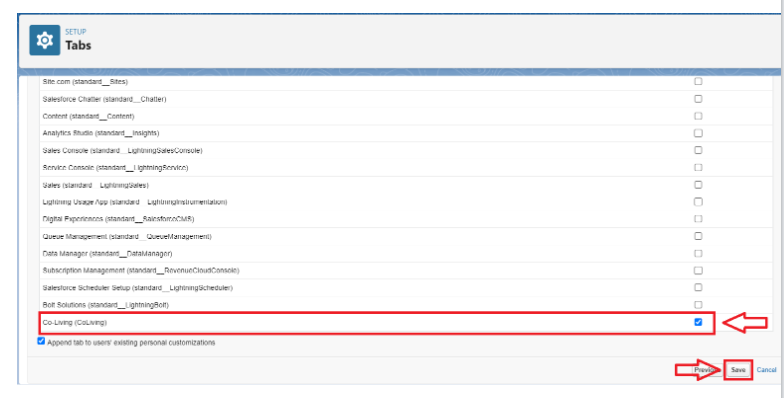 SETUP
Tabs
Site.com (standard__Sites)
Salesforce Chatter (standard__Chatter)
Content (standard__Content)
Analytics Studio (standard__Insights)
Sales Console (standard__LightningSalesConsole)
Service Console (standard__LightningService)
Sales (standard__LightningSales)
Lightning Usage App (standard__LightningInstrumentation)
Digital Experiences (standard__SalesforceCMS)
Queue Management (standard__QueueManagement)
Data Manager (standard__DataManager)
Subscription Management (standard__RevenueCloudConsole)
Salesforce Scheduler Setup (standard__LightningScheduler)
Bolt Solutions (standard__LightningBolt)
Co-Living (CoLiving)
Append tab to users' existing personal customizations
Save Cancel